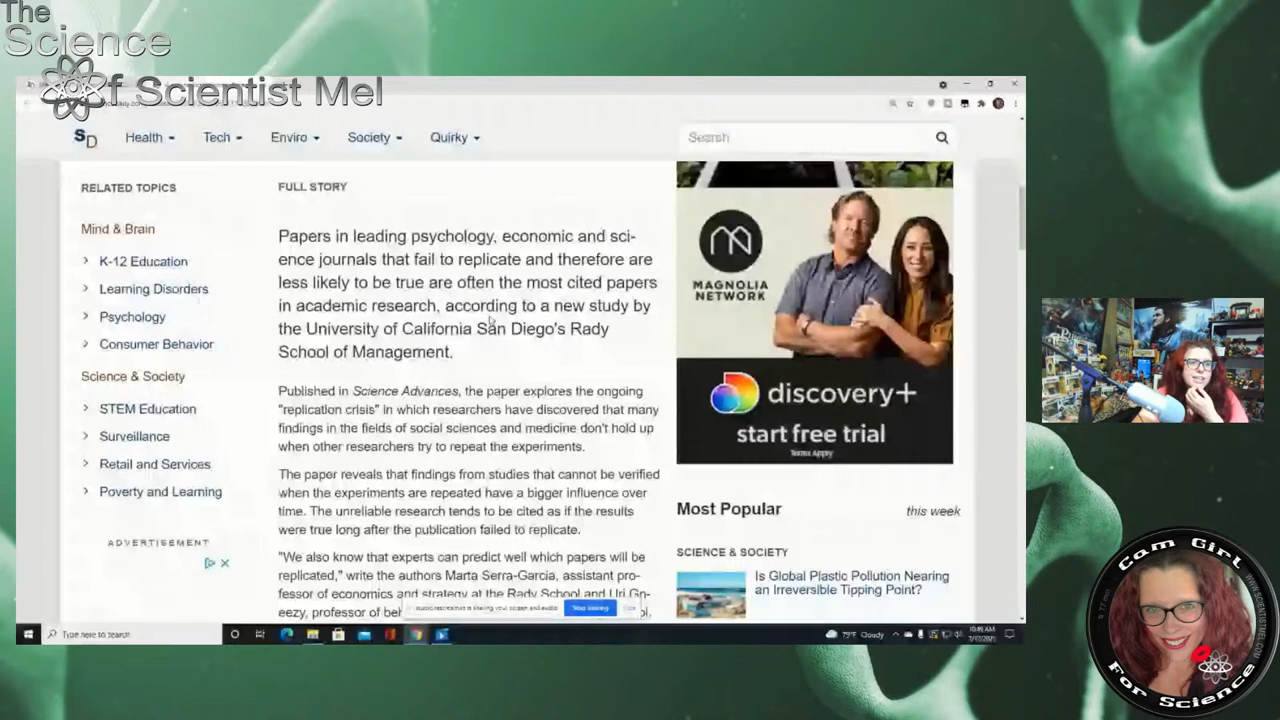 The
Science
of Scientist Mel
SD
Health
Tech
Enviro
Society
Quirky
Search
RELATED TOPICS
Mind & Brain
K-12 Education
Learning Disorders
Psychology
Consumer Behavior
Science & Society
STEM Education
Surveillance
Retail and Services
Poverty and Learning
ADVERTISEMENT
FULL STORY
Papers in leading psychology, economic and sci-
ence journals that fail to replicate and therefore are
less likely to be true are often the most cited papers
in academic research, according to a new study by
the University of California San Diego's Rady
School of Management.
Published in Science Advances, the paper explores the ongoing
"replication crisis" in which researchers have discovered that many
findings in the fields of social sciences and medicine don't hold up
when other researchers try to repeat the experiments.
The paper reveals that findings from studies that cannot be verified
when the experiments are repeated have a bigger influence over
time. The unreliable research tends to be cited as if the results
were true long after the publication failed to replicate.
"We also know that experts can predict well which papers will be
replicated," write the authors Marta Serra-Garcia, assistant pro-
fessor of economics and strategy at the Rady School and Uri Gn-
eezy, professor of
Stop sharing
MAGNOLIA
NETWORK
discovery+
start free trial
Terms Apply
Most Popular
this week
SCIENCE & SOCIETY
Is Global Plastic Pollution Nearing
an Irreversible Tipping Point?
Type here to search
79°F Cloudy
Cam Girl
For Science
WWW.SCIENTISTMEL.COM